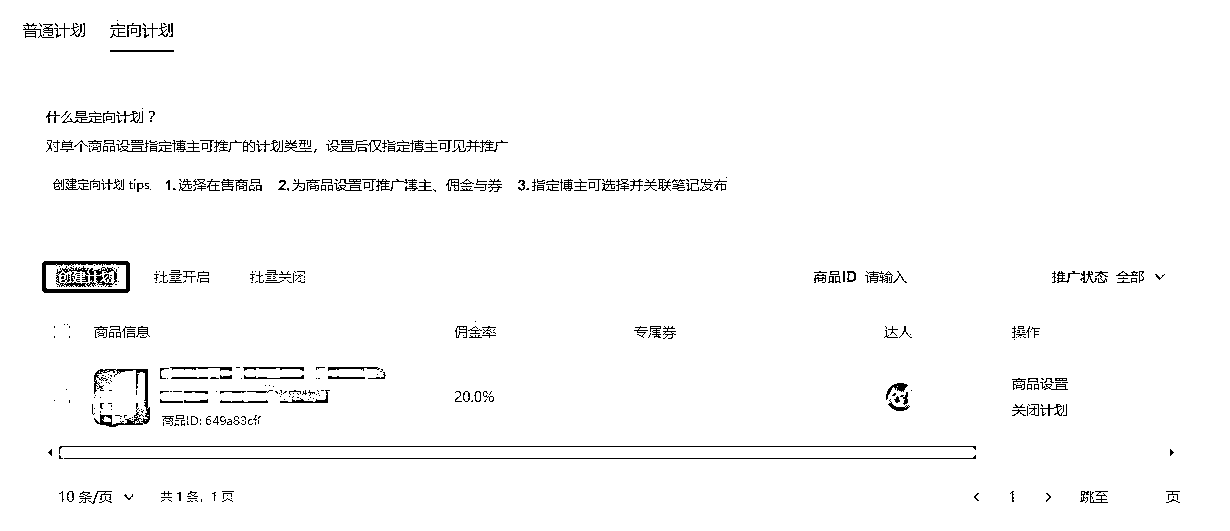 普通计划 定向计划
什么是定向计划？
对单个商品设置指定博主可推广的计划类型，设置后仅指定博主可见并推广
创建定向计划 tips. 1.选择在售商品 2.为商品设置可推广博主、佣金与券 3.指定博主可选择并关联笔记发布
创建计划 批量开启 批量关闭 商品ID 请输入 推广状态 全部
商品信息 佣金率 专属券 达人 操作
20.0% 商品设置
商品ID: 649a83cff 关闭计划
10 条/页 共 1 条, 1 页 1 跳至 页